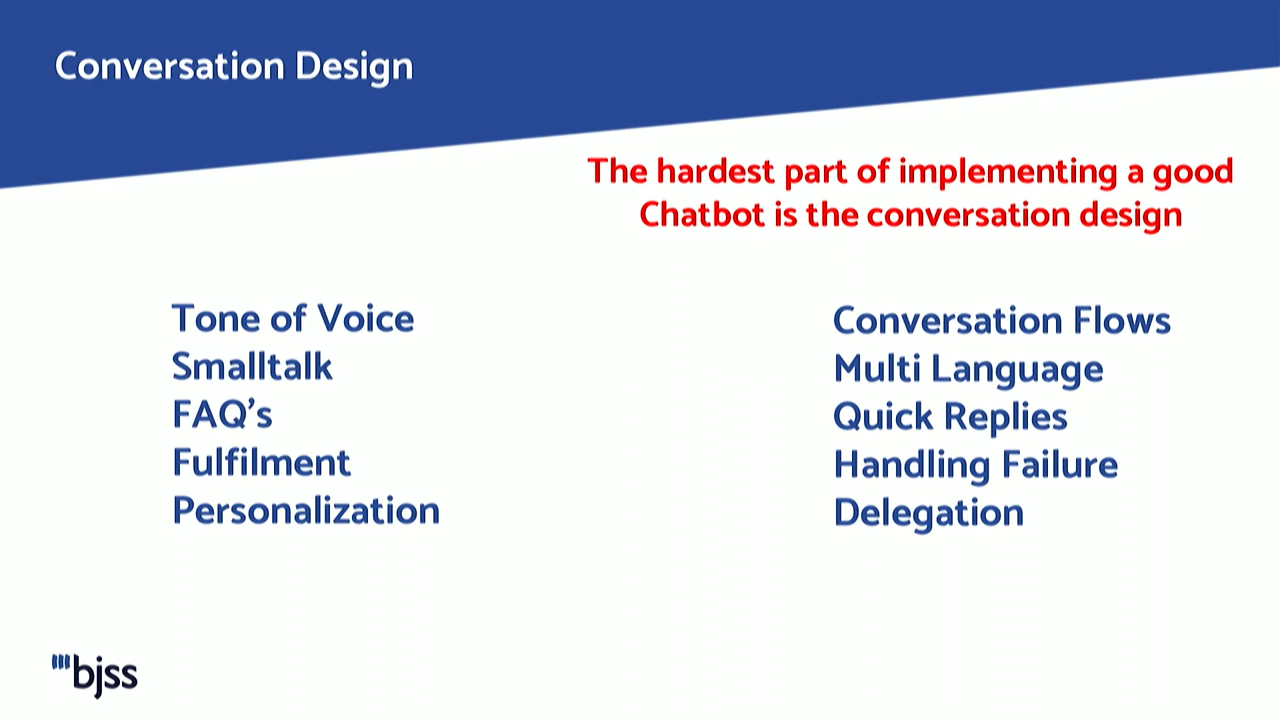 Conversation Design
The hardest part of implementing a good
Chatbot is the conversation design
Tone of Voice
Smalltalk
FAQ’s
Fulfilment
Personalization
Conversation Flows
Multi Language
Quick Replies
Handling Failure
Delegation
bjss